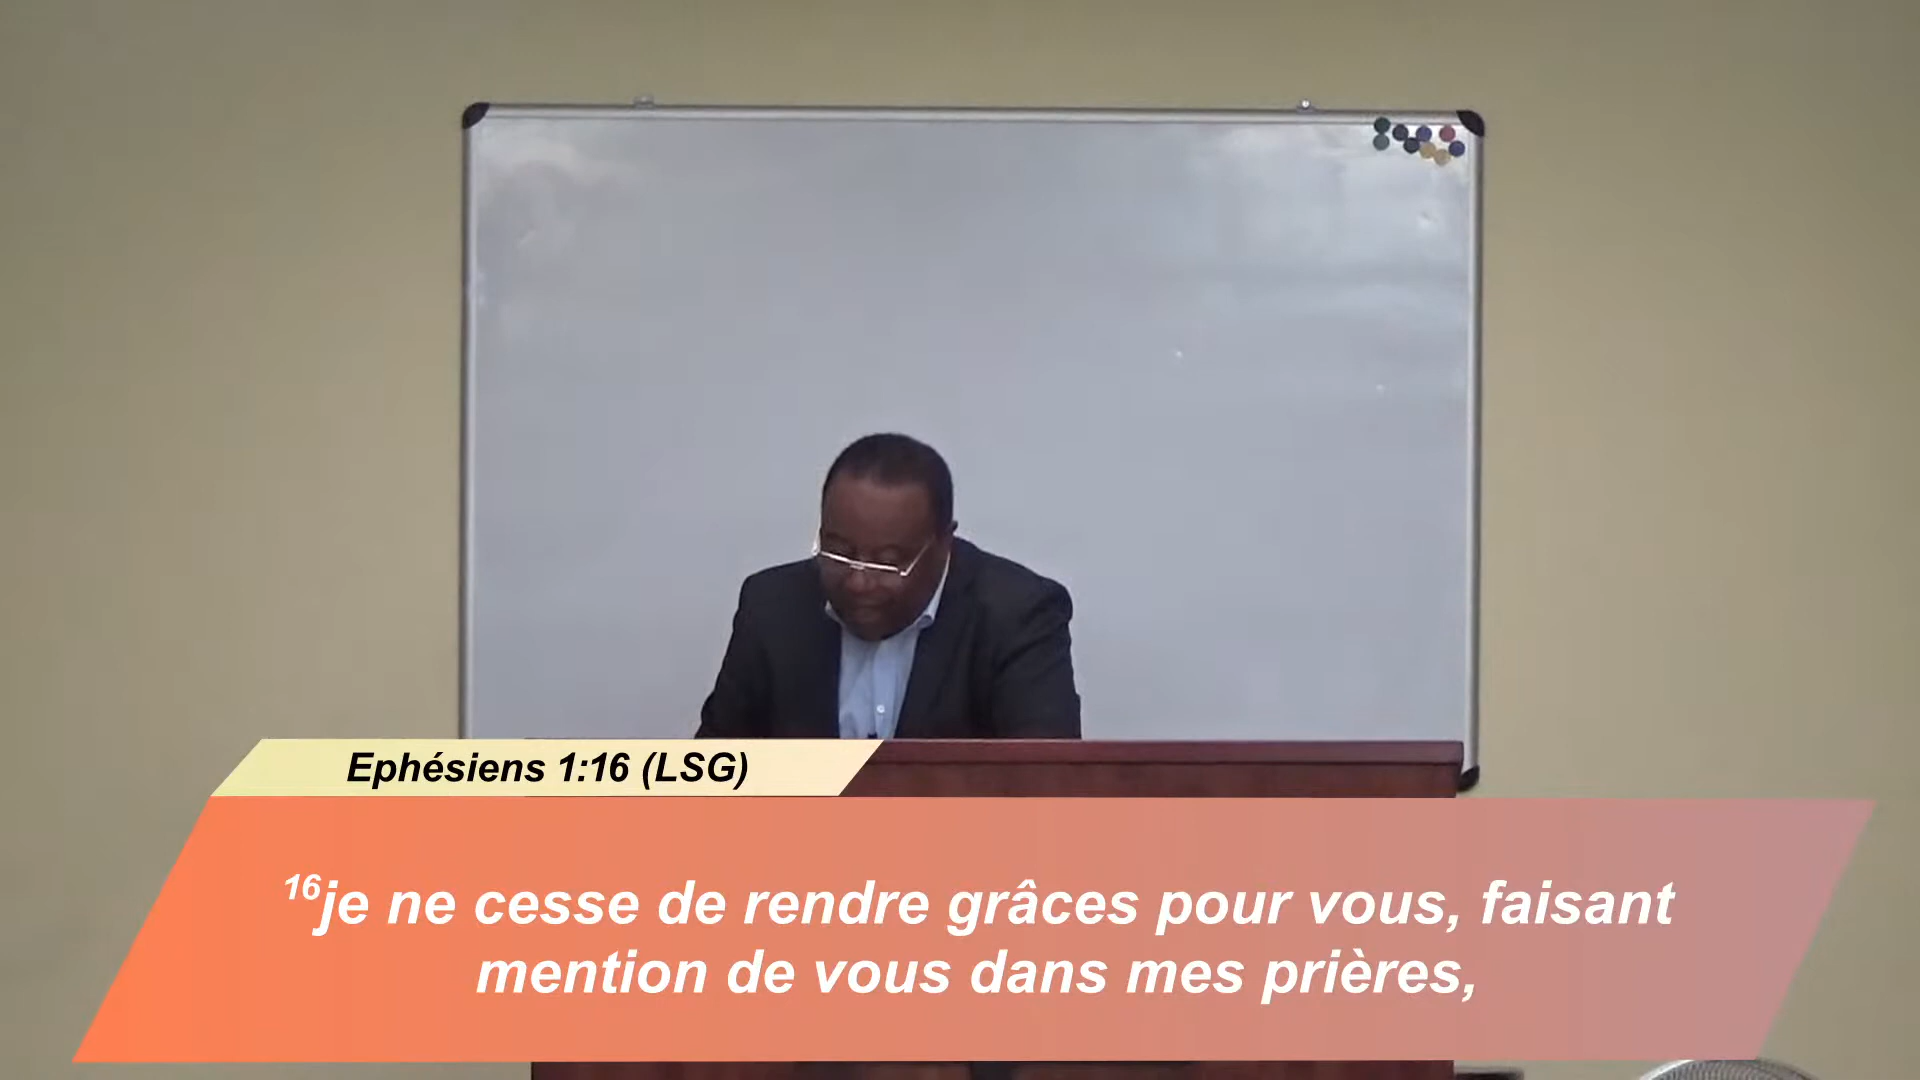 Ephésiens 1:16 (LSG)
16je ne cesse de rendre grâces pour vous, faisant
mention de vous dans mes prières,